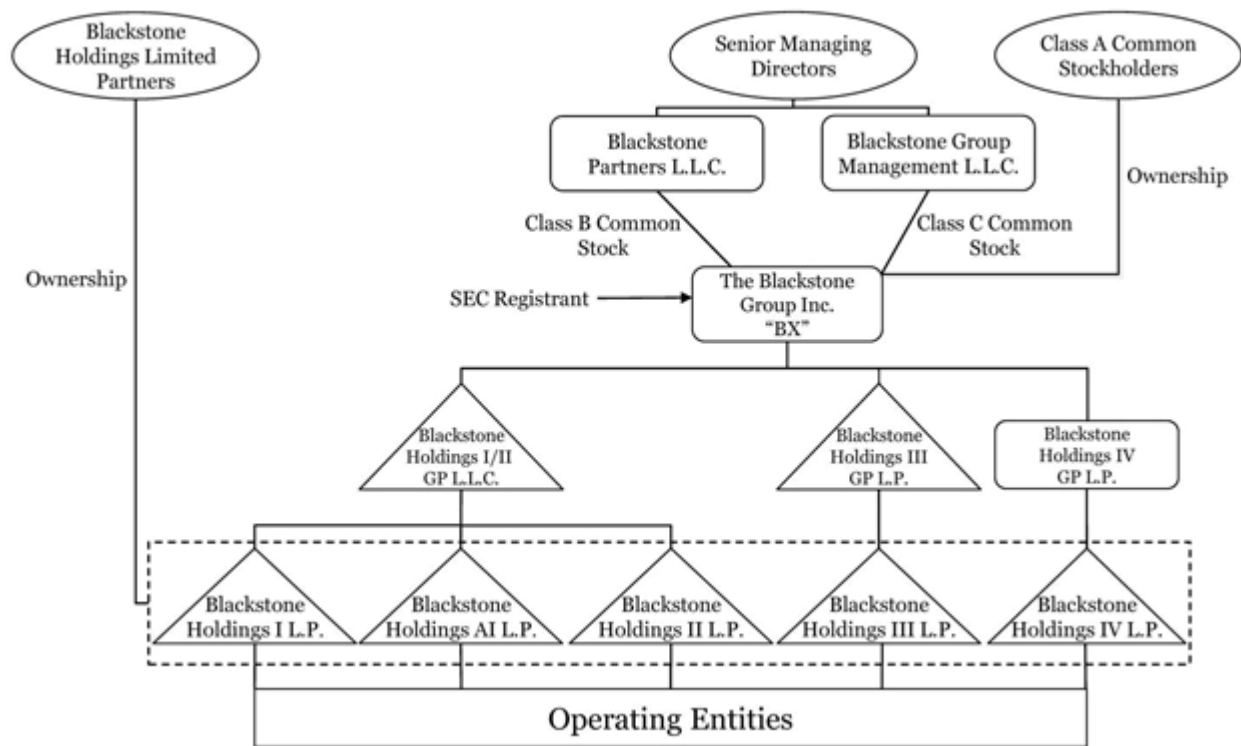 Blackstone
Holdings Limited
Partners
Senior Managing
Directors
Class A Common
Stockholders
Blackstone
Partners L.L.C.
Blackstone Group
Management L.L.C.
Ownership
Class B Common
Stock
Class C Common
Stock
Ownership
SEC Registrant
The Blackstone
Group Inc.
“BX”
Blackstone
Holdings I/II
GP L.L.C.
Blackstone
Holdings III
GP L.P.
Blackstone
Holdings IV
GP L.P.
Blackstone
Holdings I L.P.
Blackstone
Holdings AI L.P.
Blackstone
Holdings II L.P.
Blackstone
Holdings III L.P.
Blackstone
Holdings IV L.P.
Operating Entities